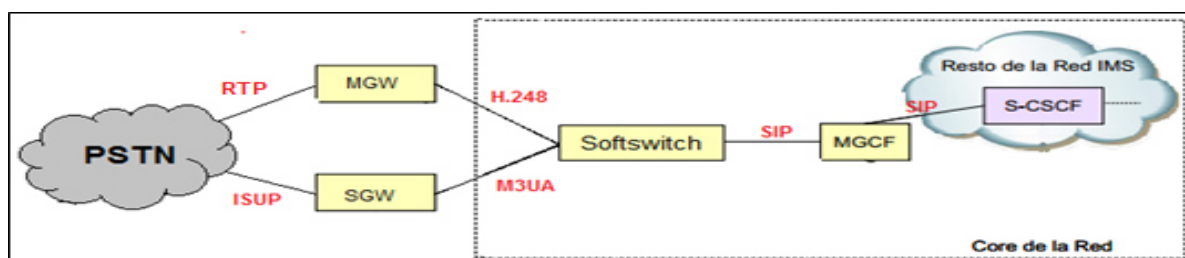 PSTN
RTP
ISUP
MGW
SGW
H.248
M3UA
Softswitch
SIP
MGCF
SIP
Resto de la Red IMS
S-CSCF
Core de la Red